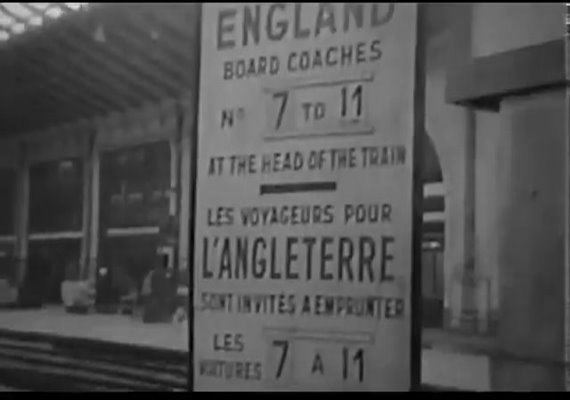 ENGLAND
BOARD COACHES
No 7 TO 11
AT THE HEAD OF THE TRAIN
LES VOYAGEURS POUR
L'ANGLETERRE
SONT INVITÉS A EMPRUNTER
LES
VOITURES 7 A 11